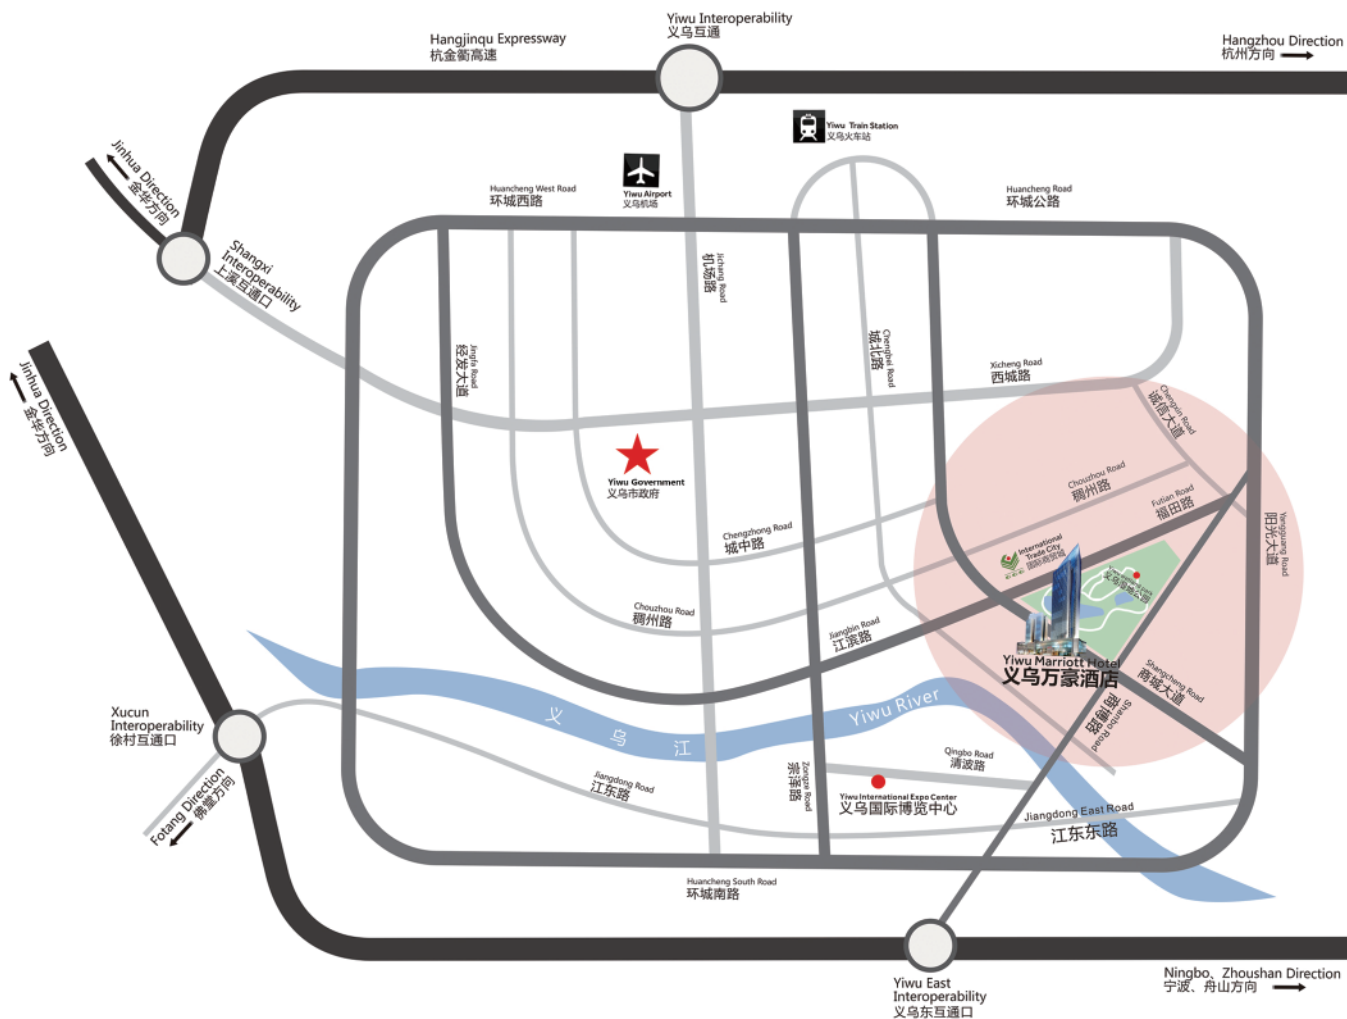 Yiwu Interoperability
义乌互通
Hangjinqu Expressway
杭金衢高速
Hangzhou Direction
杭州方向
Yiwu Train Station
义乌火车站
Jinhua Direction
金华方向
Yiwu Airport
义乌机场
Huancheng West Road
环城西路
Huancheng Road
环城公路
Shangxi
Interoperability
上溪互通口
Jichang Road
机场路
Jingfa Road
经发大道
Chengbei Road
城北路
Xicheng Road
西城路
Jinhua Direction
金华方向
Chengxin Road
诚信大道
Yiwu Government
义乌市政府
Chouzhou Road
稠州路
Futian Road
福田路
Chengzhong Road
城中路
Yangguang Road
阳光大道
International
Trade City
国际商贸城
Yiwu wetland park
义乌湿地公园
Chouzhou Road
稠州路
Jiangbin Road
江滨路
Yiwu Marriott Hotel
义乌万豪酒店
Shangcheng Road
商城大道
Shanbo Road
商博路
Yiwu River
义乌江
Xucun
Interoperability
徐村互通口
Fotang Direction
佛堂方向
Jiangdong Road
江东路
Zongze Road
宗泽路
Qingbo Road
清波路
Yiwu International Expo Center
义乌国际博览中心
Jiangdong East Road
江东东路
Huancheng South Road
环城南路
Yiwu East
Interoperability
义乌东互通口
Ningbo、Zhoushan Direction
宁波、舟山方向